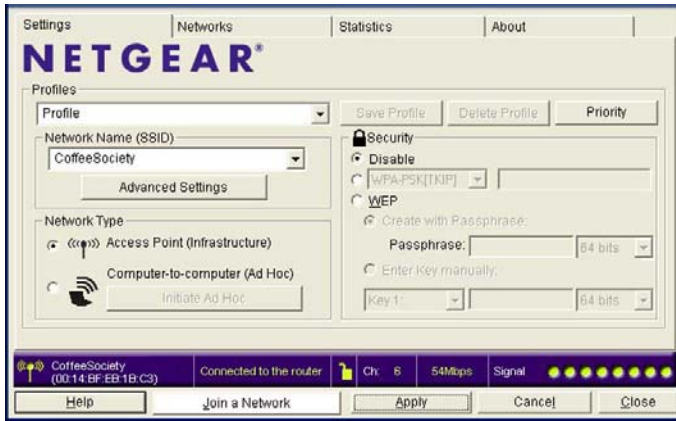 Settings
Networks
Statistics
About
NETGEAR®
Profiles
Profile
Save Profile
Delete Profile
Priority
Network Name (SSID)
CoffeeSociety
Advanced Settings
Security
Disable
WPA-PSK[TKIP]
WEP
Create with Passphrase:
Passphrase:
64 bits
Enter Key manually:
Key 1:
64 bits
Network Type
Access Point (Infrastructure)
Computer-to-computer (Ad Hoc)
Initiate Ad Hoc
CoffeeSociety
(00:14:BF:EB:1B:C3)
Connected to the router
Ch: 6
54Mbps
Signal
Help
Join a Network
Apply
Cancel
Close